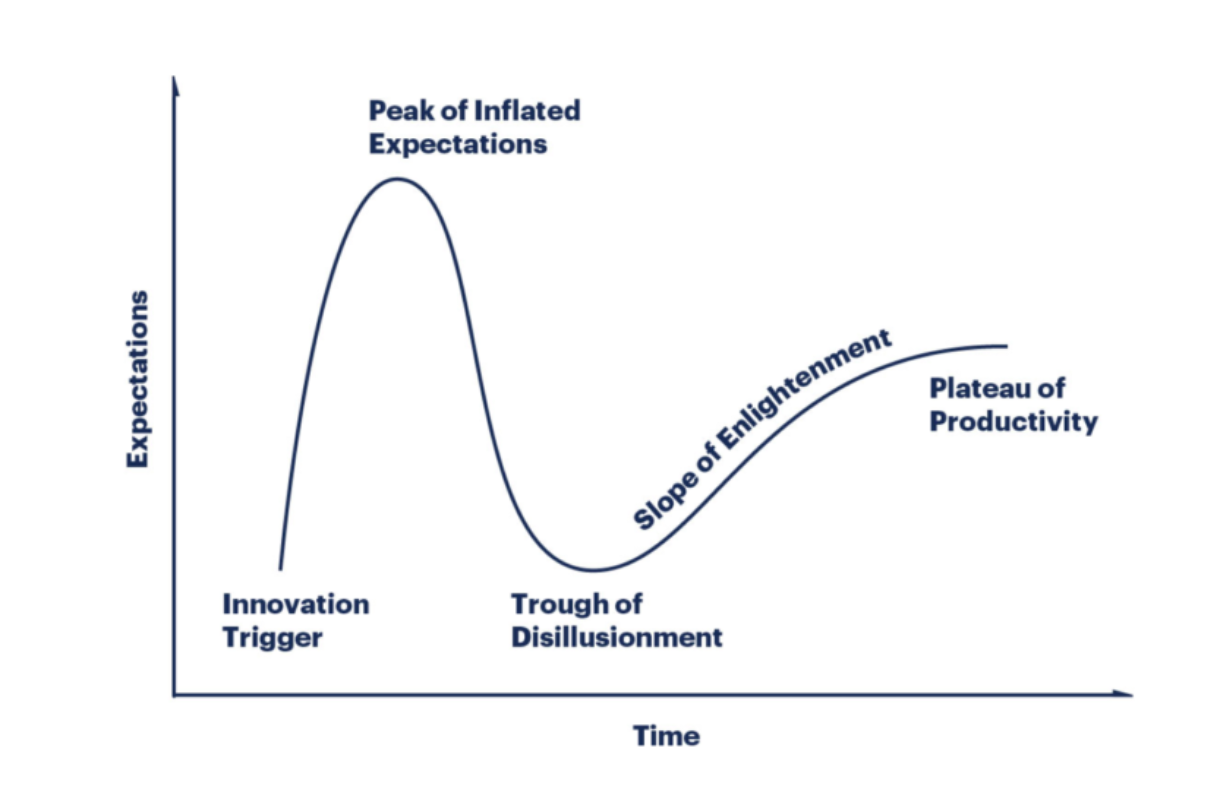 Peak of Inflated
Expectations
Expectations
Slope of Enlightenment
Plateau of
Productivity
Innovation
Trigger
Trough of
Disillusionment
Time